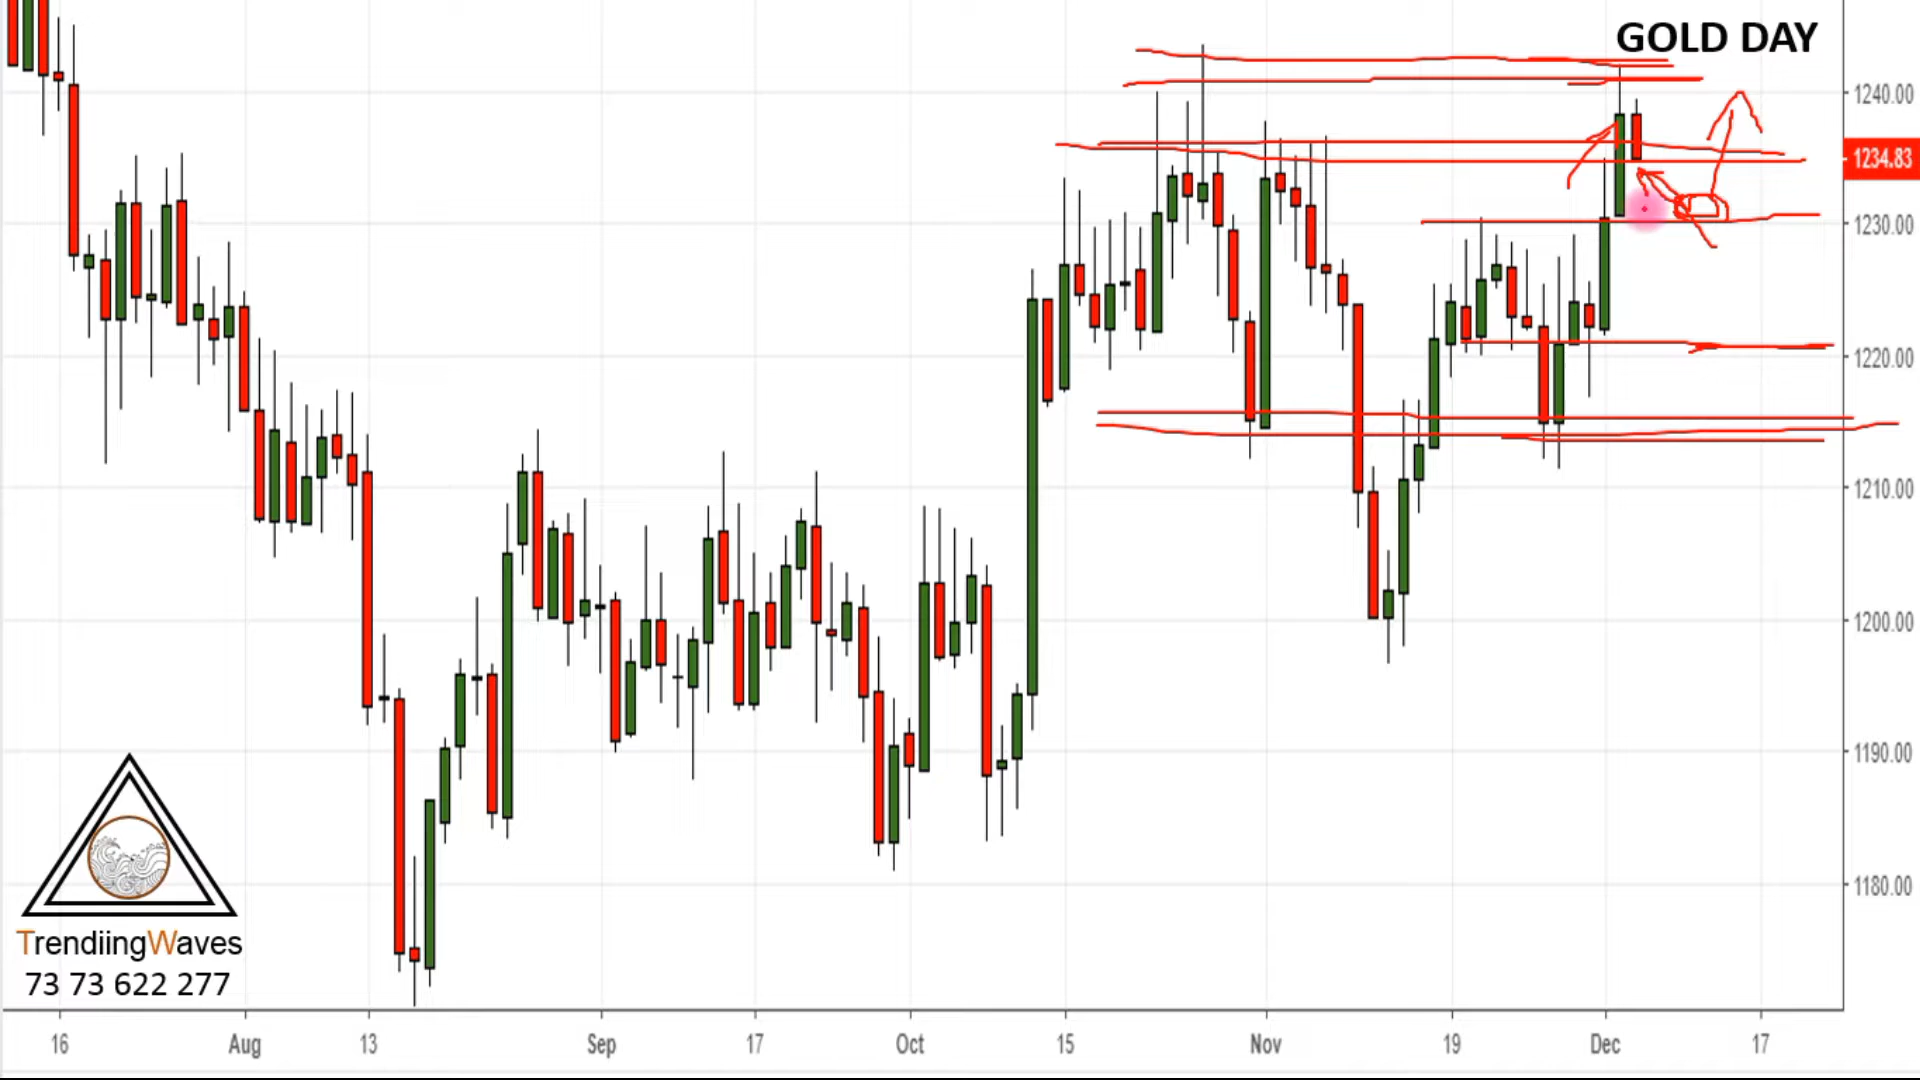 GOLD DAY
1240.00
1234.83
1230.00
1220.00
1210.00
1200.00
1190.00
1180.00
TrendiingWaves
73 73 622 277
16 Aug 13 Sep 17 Oct 15 Nov 19 Dec 17